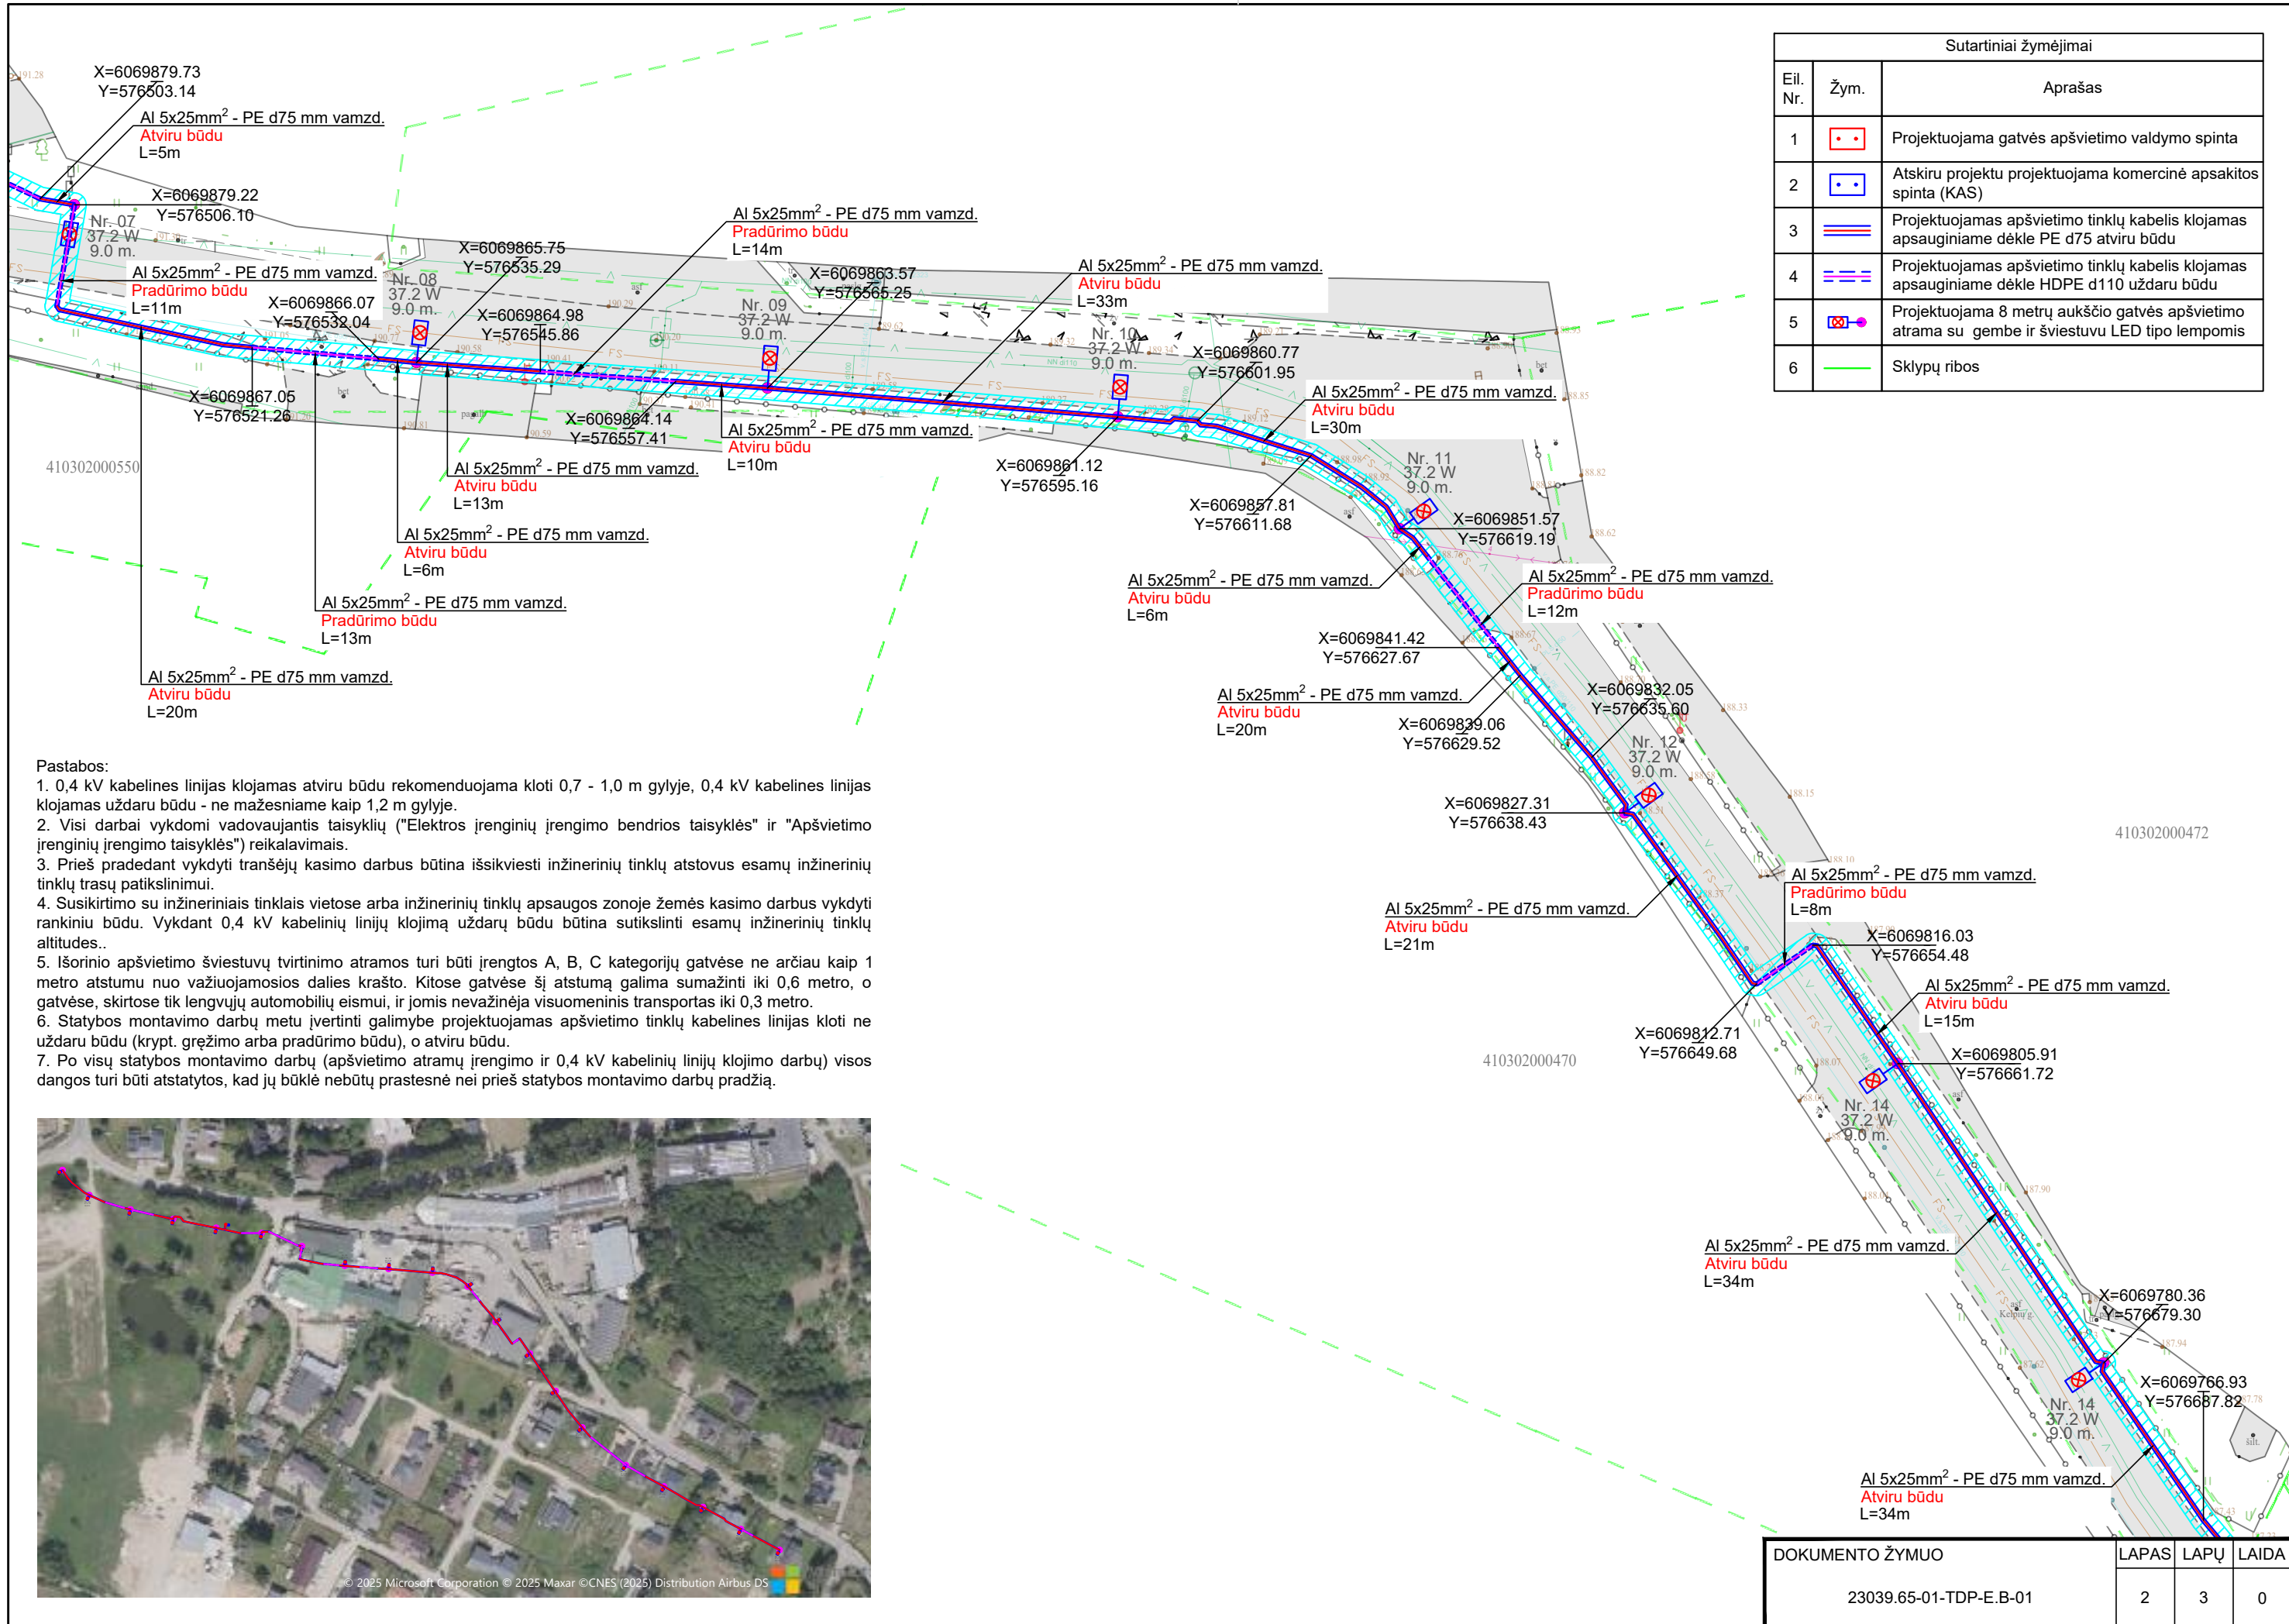 X=6069879.73
Y=576503.14
Al 5x25mm² - PE d75 mm vamzd.
Atviru būdu
L=5m
X=6069879.22
Y=576506.10
Nr. 07
37.2 W
9.0 m.
Al 5x25mm² - PE d75 mm vamzd.
Pradūrimo būdu
L=11m
X=6069866.07
Y=576532.04
Nr. 08
37.2 W
9.0 m.
X=6069865.75
Y=576535.29
X=6069864.98
Y=576545.86
Al 5x25mm² - PE d75 mm vamzd.
Pradūrimo būdu
L=14m
Nr. 09
37.2 W
9.0 m.
X=6069863.57
Y=576565.25
Al 5x25mm² - PE d75 mm vamzd.
Atviru būdu
L=33m
Nr. 10
37.2 W
9.0 m.
X=6069860.77
Y=576601.95
Al 5x25mm² - PE d75 mm vamzd.
Atviru būdu
L=30m
X=6069867.05
Y=576521.26
X=6069864.14
Y=576557.41
Al 5x25mm² - PE d75 mm vamzd.
Atviru būdu
L=10m
410302000550
Al 5x25mm² - PE d75 mm vamzd.
Atviru būdu
L=13m
X=6069861.12
Y=576595.16
Al 5x25mm² - PE d75 mm vamzd.
Atviru būdu
L=6m
Al 5x25mm² - PE d75 mm vamzd.
Pradūrimo būdu
L=13m
Al 5x25mm² - PE d75 mm vamzd.
Atviru būdu
L=20m
X=6069857.81
Y=576611.68
Nr. 11
37.2 W
9.0 m.
X=6069851.57
Y=576619.19
Al 5x25mm² - PE d75 mm vamzd.
Atviru būdu
L=6m
Al 5x25mm² - PE d75 mm vamzd.
Pradūrimo būdu
L=12m
X=6069841.42
Y=576627.67
Al 5x25mm² - PE d75 mm vamzd.
Atviru būdu
L=20m
X=6069839.06
Y=576629.52
X=6069832.05
Y=576635.60
Nr. 12
37.2 W
9.0 m.
X=6069827.31
Y=576638.43
410302000472
Al 5x25mm² - PE d75 mm vamzd.
Pradūrimo būdu
L=8m
Al 5x25mm² - PE d75 mm vamzd.
Atviru būdu
L=21m
X=6069816.03
Y=576654.48
Al 5x25mm² - PE d75 mm vamzd.
Atviru būdu
L=15m
X=6069812.71
Y=576649.68
410302000470
X=6069805.91
Y=576661.72
Nr. 14
37.2 W
9.0 m.
Al 5x25mm² - PE d75 mm vamzd.
Atviru būdu
L=34m
asf
Kelpių g.
X=6069780.36
Y=576679.30
X=6069766.93
Y=576687.82
Nr. 14
37.2 W
9.0 m.
šilt.
Al 5x25mm² - PE d75 mm vamzd.
Atviru būdu
L=34m
Sutartiniai žymėjimai
Eil. Nr.
Žym.
Aprašas
1
Projektuojama gatvės apšvietimo valdymo spinta
2
Atskiru projektu projektuojama komercinė apsakitos
spinta (KAS)
3
Projektuojamas apšvietimo tinklų kabelis klojamas
apsauginiame dėkle PE d75 atviru būdu
4
Projektuojamas apšvietimo tinklų kabelis klojamas
apsauginiame dėkle HDPE d110 uždaru būdu
5
Projektuojama 8 metrų aukščio gatvės apšvietimo
atrama su gembe ir šviestuvu LED tipo lempomis
6
Sklypų ribos
Pastabos:
1. 0,4 kV kabelines linijas klojamas atviru būdu rekomenduojama kloti 0,7 - 1,0 m gylyje, 0,4 kV kabelines linijas
klojamas uždaru būdu - ne mažesniame kaip 1,2 m gylyje.
2. Visi darbai vykdomi vadovaujantis taisyklių ("Elektros įrenginių įrengimo bendrios taisyklės" ir "Apšvietimo
įrenginių įrengimo taisyklės") reikalavimais.
3. Prieš pradedant vykdyti tranšėjų kasimo darbus būtina išsikviesti inžinerinių tinklų atstovus esamų inžinerinių
tinklų trasų patikslinimui.
4. Susikirtimo su inžineriniais tinklais vietose arba inžinerinių tinklų apsaugos zonoje žemės kasimo darbus vykdyti
rankiniu būdu. Vykdant 0,4 kV kabelinių linijų klojimą uždarų būdu būtina sutikslinti esamų inžinerinių tinklų
altitudes..
5. Išorinio apšvietimo šviestuvų tvirtinimo atramos turi būti įrengtos A, B, C kategorijų gatvėse ne arčiau kaip 1
metro atstumu nuo važiuojamosios dalies krašto. Kitose gatvėse šį atstumą galima sumažinti iki 0,6 metro, o
gatvėse, skirtose tik lengvųjų automobilių eismui, ir jomis nevažinėja visuomeninis transportas iki 0,3 metro.
6. Statybos montavimo darbų metu įvertinti galimybe projektuojamas apšvietimo tinklų kabelines linijas kloti ne
uždaru būdu (krypt. gręžimo arba pradūrimo būdu), o atviru būdu.
7. Po visų statybos montavimo darbų (apšvietimo atramų įrengimo ir 0,4 kV kabelinių linijų klojimo darbų) visos
dangos turi būti atstatytos, kad jų būklė nebūtų prastesnė nei prieš statybos montavimo darbų pradžią.
© 2025 Microsoft Corporation © 2025 Maxar ©CNES (2025) Distribution Airbus DS
DOKUMENTO ŽYMUO
LAPAS
LAPŲ
LAIDA
23039.65-01-TDP-E.B-01
2
3
0